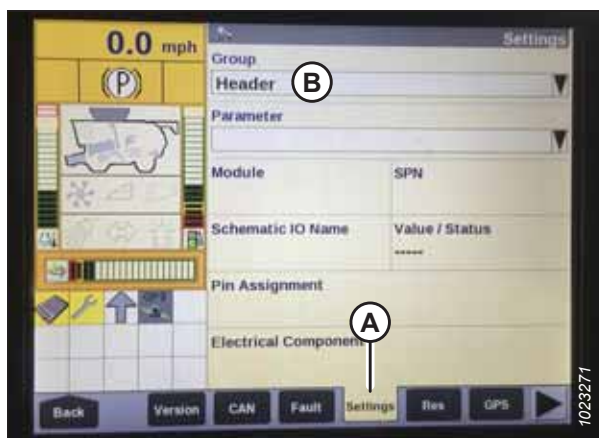 0.0 mph
Settings
(P)
Group
Header
B
Parameter
Module
SPN
Schematic IO Name
Value / Status
-----
Pin Assignment
A
Electrical Component
Back
Version
CAN
Fault
Settings
Res
GPS
1023271